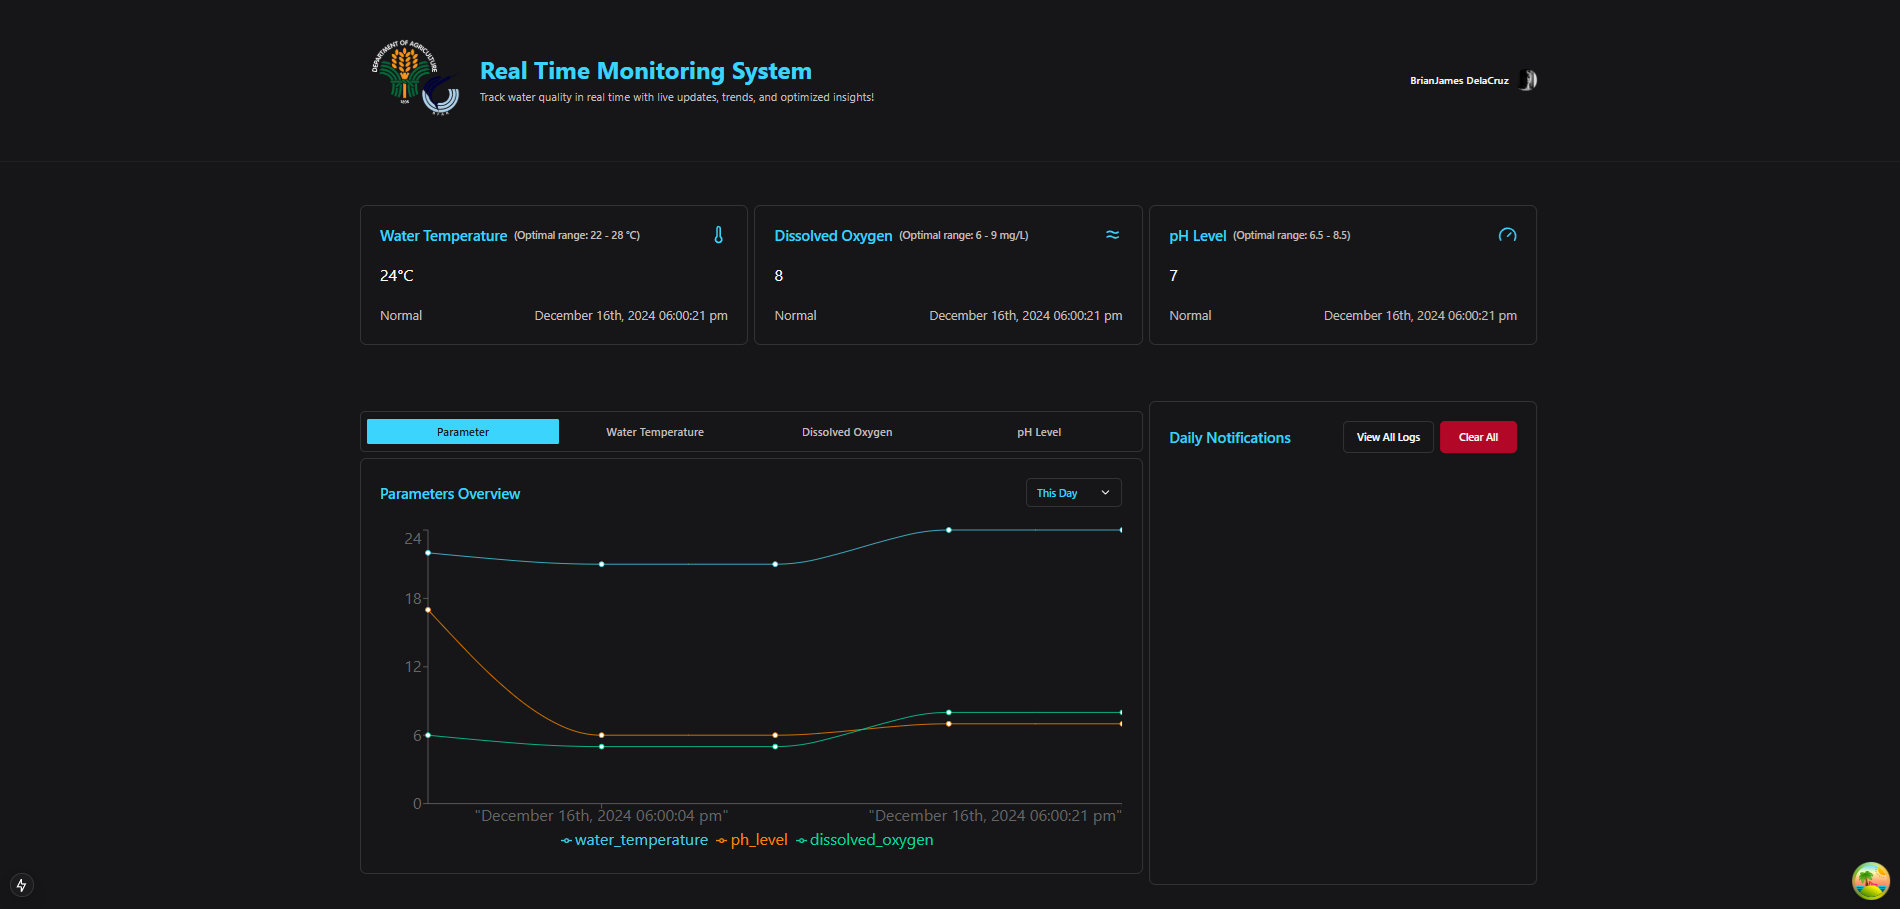 DEPARTMENT OF AGRICULTURE
Real Time Monitoring System
Track water quality in real time with live updates, trends, and optimized insights!
BrianJames DelaCruz
Water Temperature (Optimal range: 22 - 28 °C)
24°C
Normal December 16th, 2024 06:00:21 pm
Dissolved Oxygen (Optimal range: 6 - 9 mg/L)
8
Normal December 16th, 2024 06:00:21 pm
pH Level (Optimal range: 6.5 - 8.5)
7
Normal December 16th, 2024 06:00:21 pm
Parameter Water Temperature Dissolved Oxygen pH Level
Parameters Overview
This Day
24
18
12
6
0
"December 16th, 2024 06:00:04 pm" "December 16th, 2024 06:00:21 pm"
water_temperature ph_level dissolved_oxygen
Daily Notifications
View All Logs
Clear All